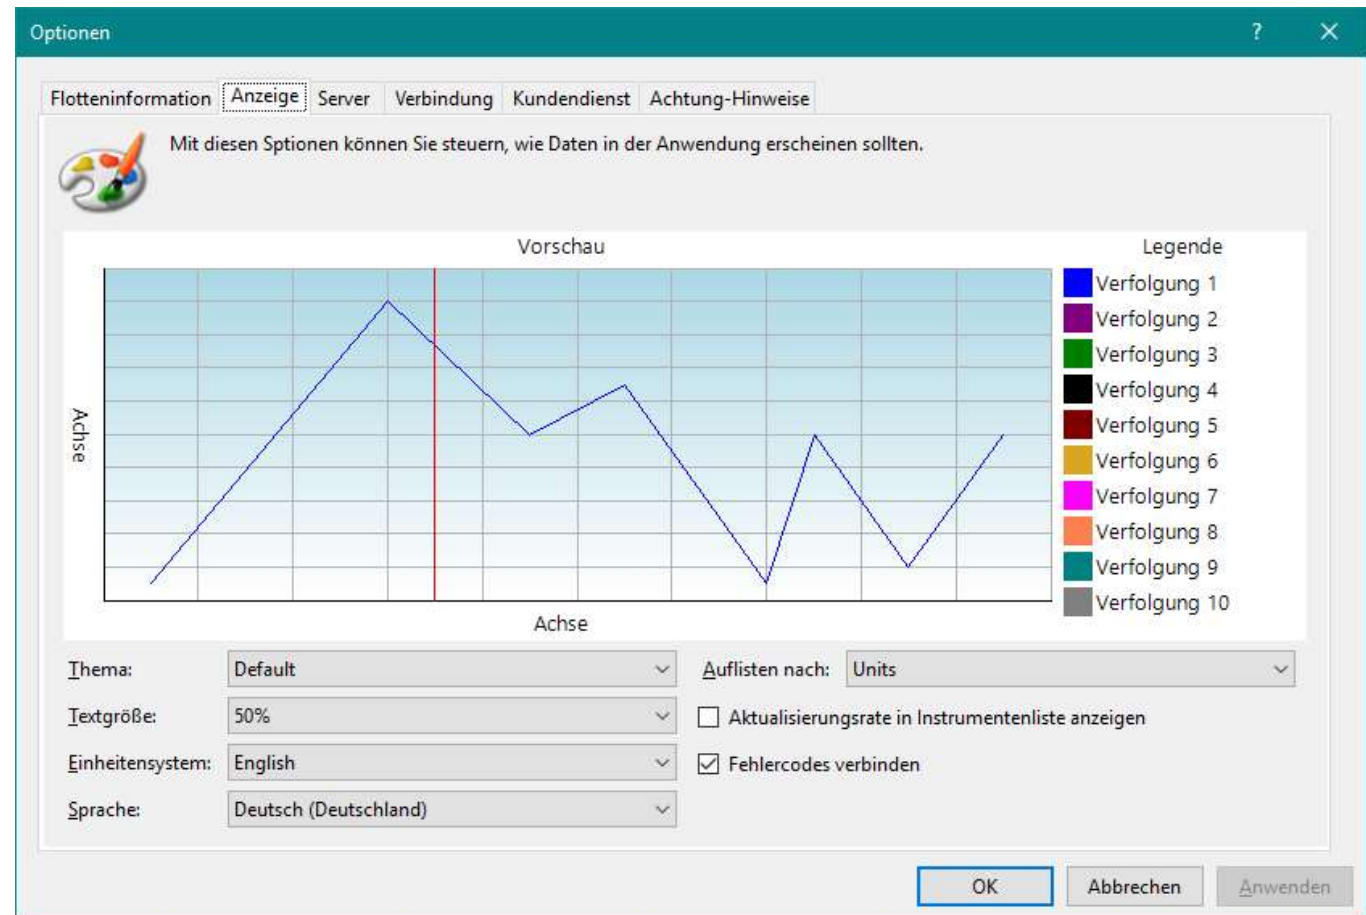 Optionen
Flotteninformation Anzeige Server Verbindung Kundendienst Achtung-Hinweise
Mit diesen Sptionen können Sie steuern, wie Daten in der Anwendung erscheinen sollten.
Vorschau
Legende
Verfolgung 1
Verfolgung 2
Verfolgung 3
Verfolgung 4
Verfolgung 5
Verfolgung 6
Verfolgung 7
Verfolgung 8
Verfolgung 9
Verfolgung 10
Achse
Achse
Thema: Default
Auflisten nach: Units
Textgröße: 50%
Aktualisierungsrate in Instrumentenliste anzeigen
Einheitensystem: English
Fehlercodes verbinden
Sprache: Deutsch (Deutschland)
OK Abbrechen Anwenden